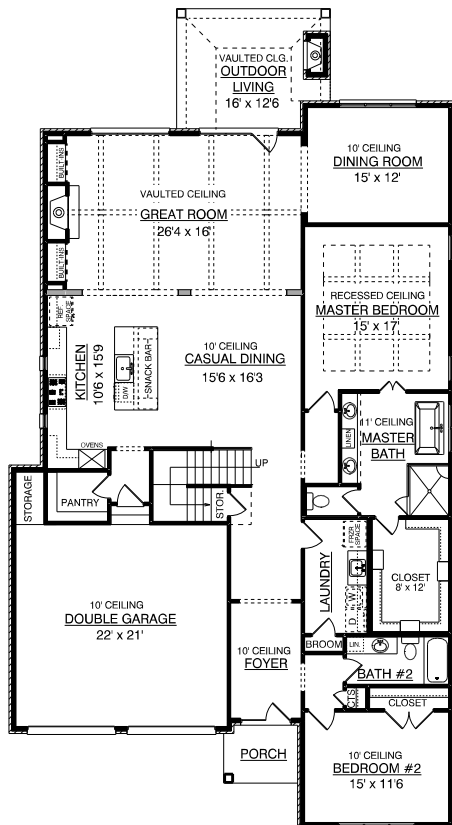 VAULTED CLG.
OUTDOOR
LIVING
16' x 12'6
10' CEILING
DINING ROOM
15' x 12'
BUILT INS
VAULTED CEILING
GREAT ROOM
26'4 x 16'
BUILT INS
RECESSED CEILING
MASTER BEDROOM
15' x 17'
REF.
SPACE
KITCHEN
10'6 x 15'9
D/W
SNACK BAR
10' CEILING
CASUAL DINING
15'6 x 16'3
OVENS
LINEN
11' CEILING
MASTER
BATH
UP
STORAGE
PANTRY
STOR.
FRZR
SPACE
LAUNDRY
D
W
CLOSET
8' x 12'
10' CEILING
DOUBLE GARAGE
22' x 21'
10' CEILING
FOYER
BROOM
LIN.
BATH #2
CTS
CLOSET
PORCH
10' CEILING
BEDROOM #2
15' x 11'6